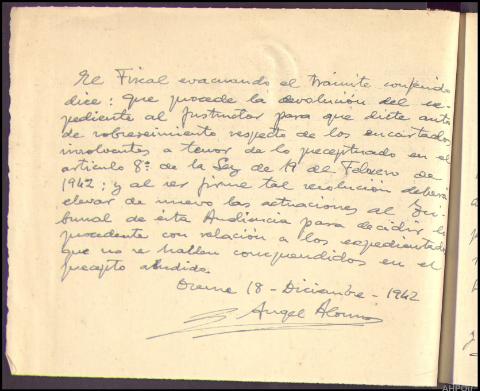 El Fiscal evacuando el trámite conferido
dice: que procede la devolución del ex-
pediente al Instructor para que dicte auto
de sobreseimiento respecto de los encartados
insolventes a tenor de lo preceptuado en el
artículo 8º de la Ley de 19 de Febrero de
1942; y al ser firme tal resolución deberá
elevar de nuevo las actuaciones al Tri-
bunal de esta Audiencia para decidir lo
procedente con relación a los expedientados
que no se hallen comprendidos en el
precepto aludido.
Orense 18 - Diciembre - 1942
Angel Alonso